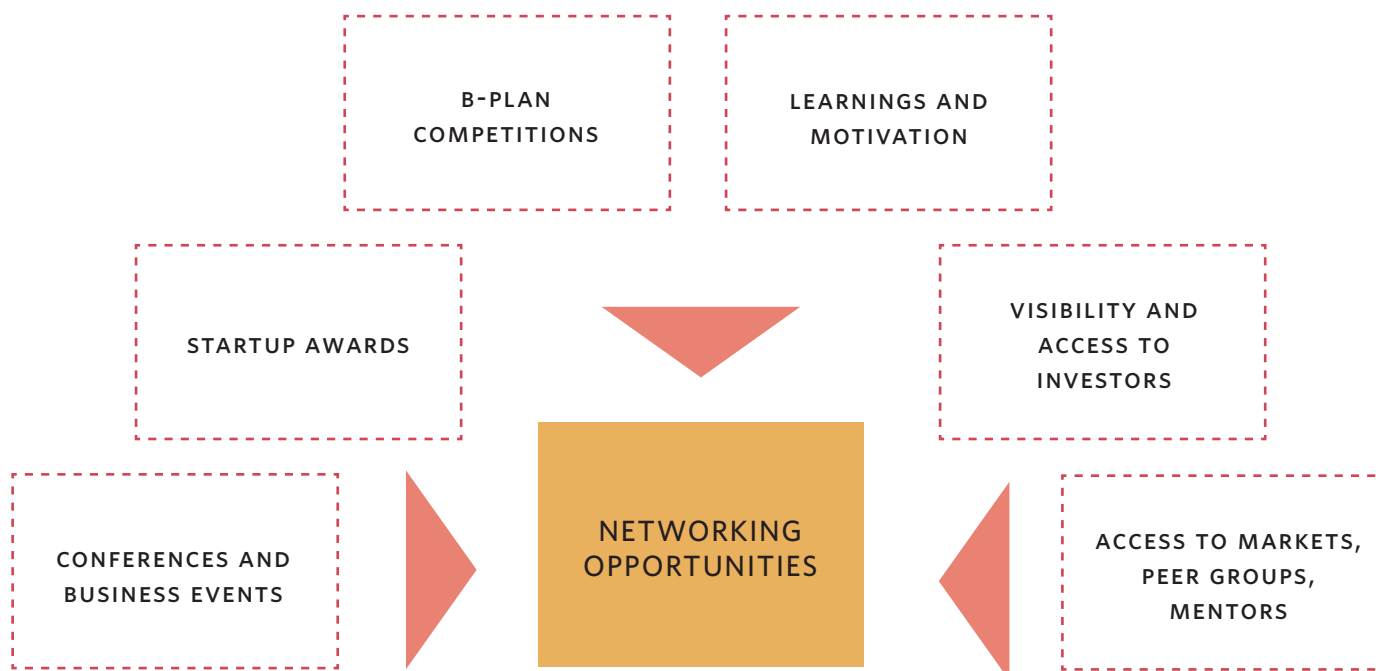 B-PLAN
COMPETITIONS
LEARNINGS AND
MOTIVATION
STARTUP AWARDS
VISIBILITY AND
ACCESS TO
INVESTORS
CONFERENCES AND
BUSINESS EVENTS
NETWORKING
OPPORTUNITIES
ACCESS TO MARKETS,
PEER GROUPS,
MENTORS